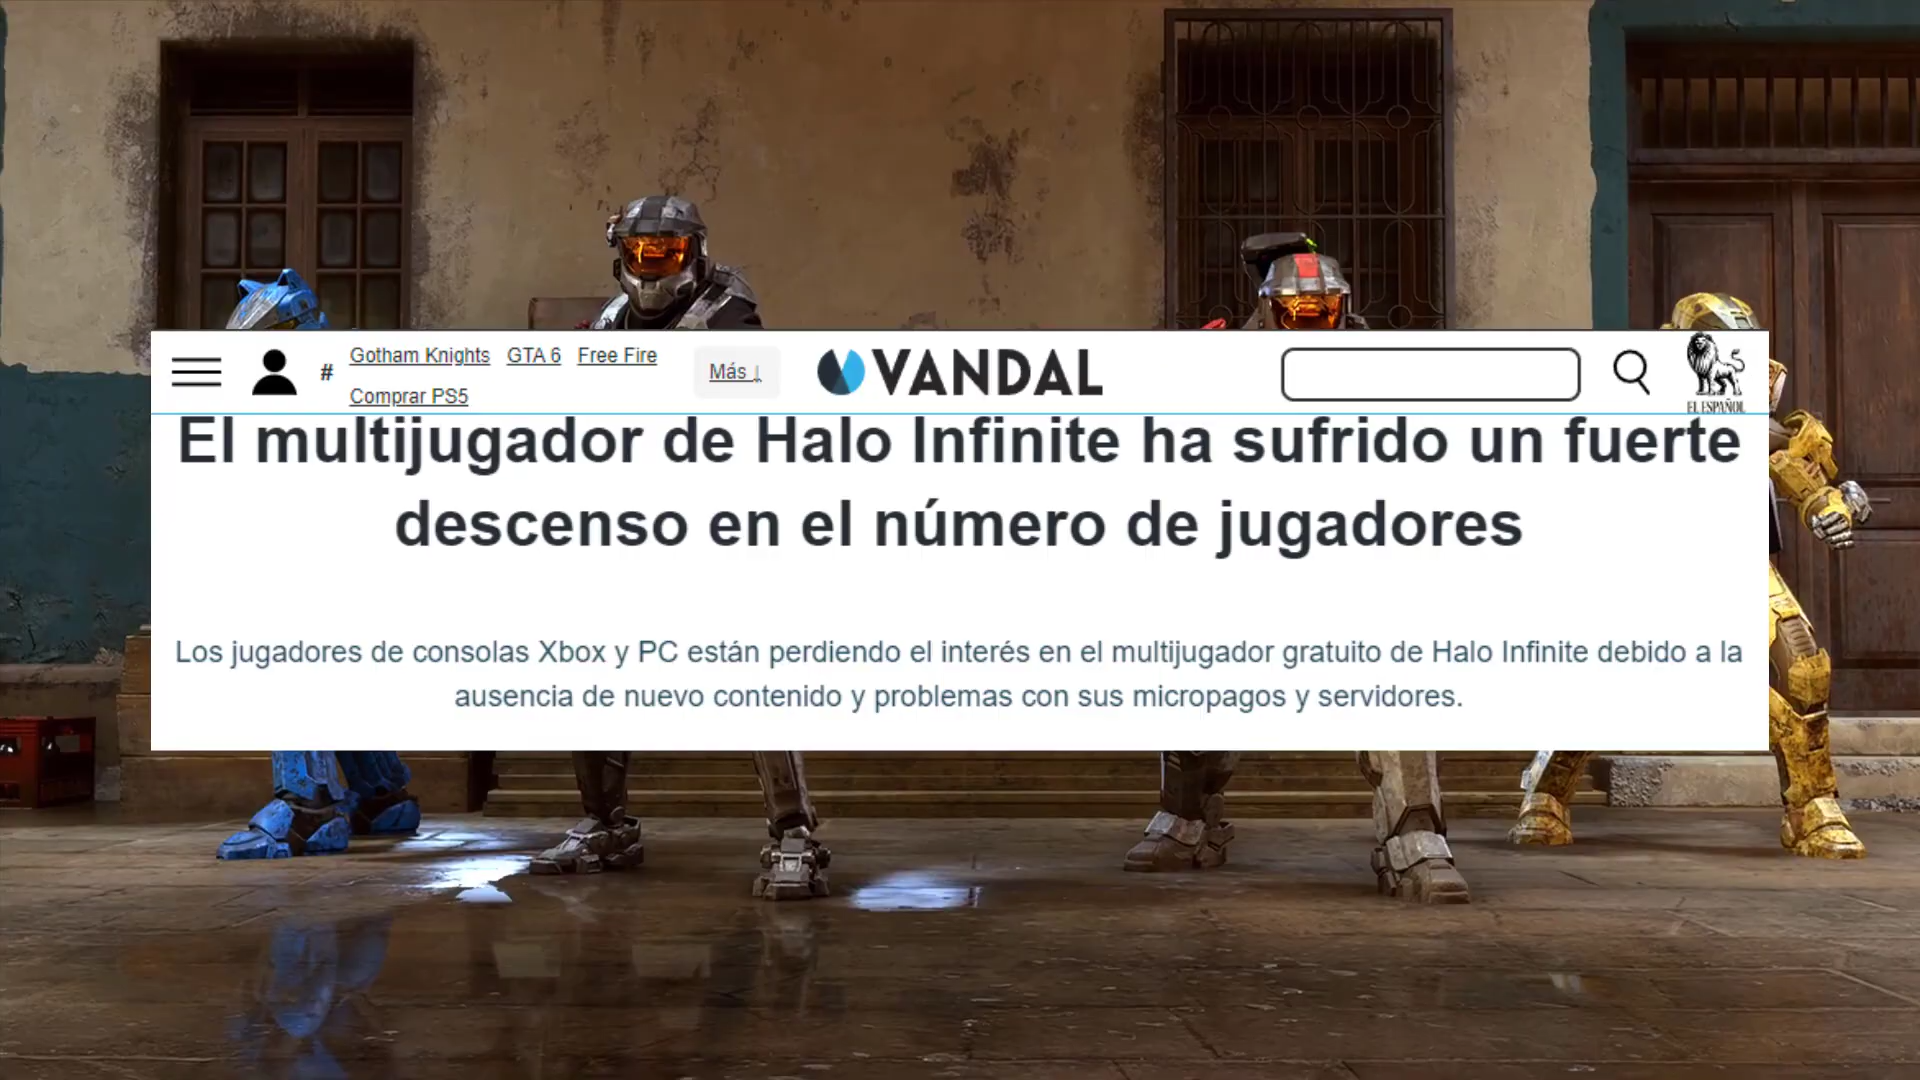 # Gotham Knights GTA 6 Free Fire
Comprar PS5
Más ↓
VANDAL
EL ESPAÑOL
El multijugador de Halo Infinite ha sufrido un fuerte
descenso en el número de jugadores
Los jugadores de consolas Xbox y PC están perdiendo el interés en el multijugador gratuito de Halo Infinite debido a la
ausencia de nuevo contenido y problemas con sus micropagos y servidores.